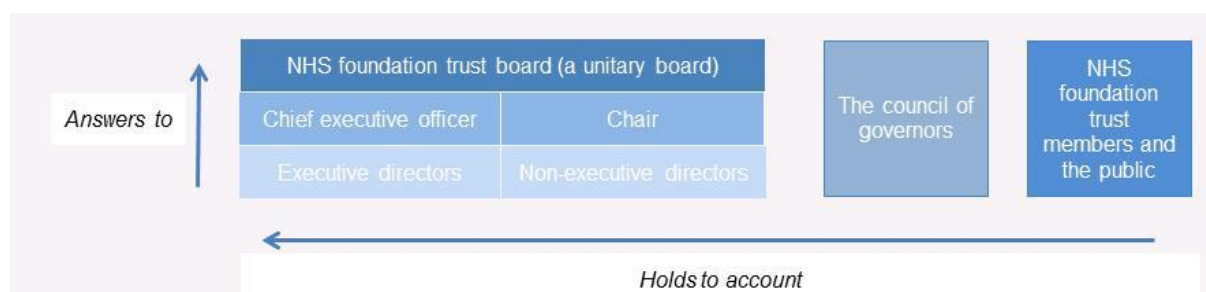 NHS foundation trust board (a unitary board)
Answers to
Chief executive officer
Chair
Executive directors
Non-executive directors
The council of
governors
NHS
foundation
trust
members and
the public
Holds to account